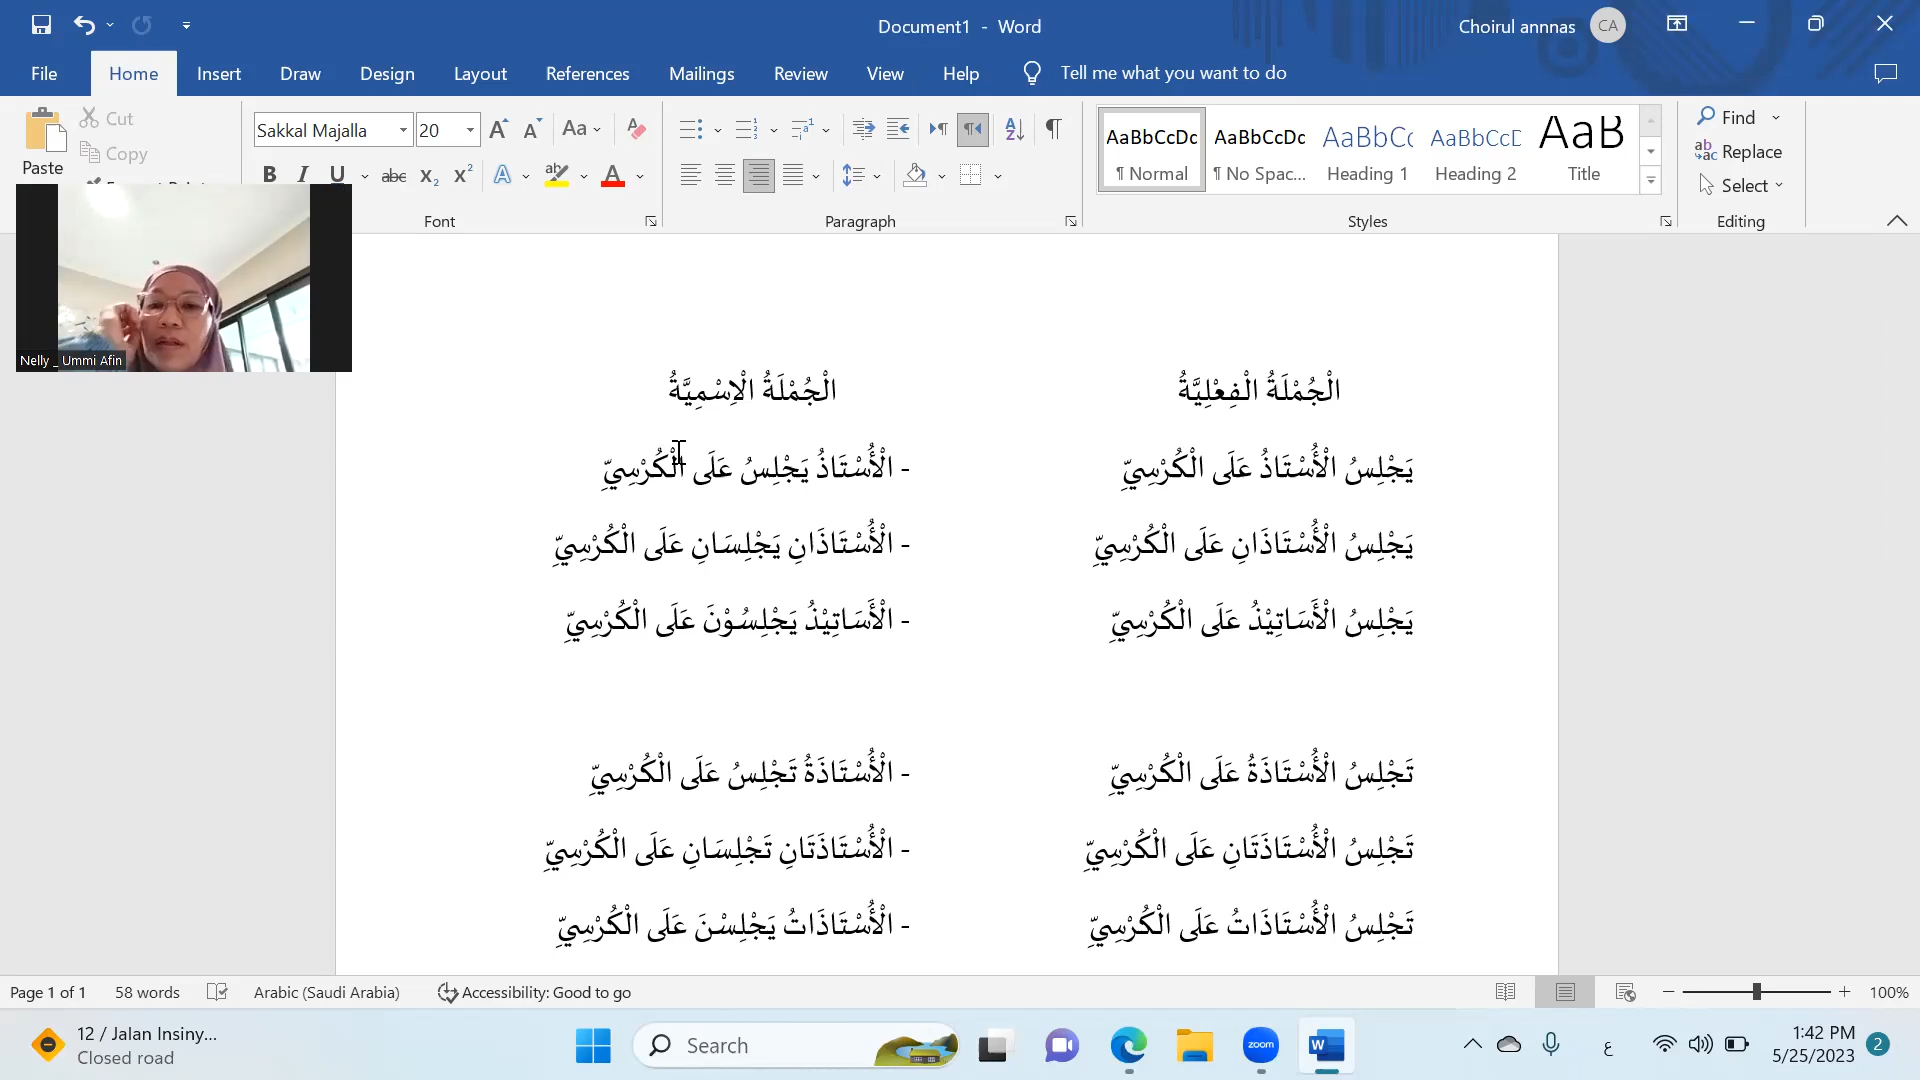 Document1 - Word
Choirul annnas
CA
File Home Insert Draw Design Layout References Mailings Review View Help Tell me what you want to do
Cut
Copy
Paste
Sakkal Majalla 20
Font
Paragraph
AaBbCcDc AaBbCcDc AaBbCc AaBbCcD AaB
¶ Normal ¶ No Spac... Heading 1 Heading 2 Title
Styles
Find
Replace
Select
Editing
Nelly _ Ummi Afin
الْجُمْلَةُ الْفِعْلِيَّةُ الْجُمْلَةُ الْاِسْمِيَّةُ
يَجْلِسُ الْأُسْتَاذُ عَلَى الْكُرْسِيِّ - الْأُسْتَاذُ يَجْلِسُ عَلَى الْكُرْسِيِّ
يَجْلِسُ الْأُسْتَاذَانِ عَلَى الْكُرْسِيِّ - الْأُسْتَاذَانِ يَجْلِسَانِ عَلَى الْكُرْسِيِّ
يَجْلِسُ الْأَسَاتِيْذُ عَلَى الْكُرْسِيِّ - الْأَسَاتِيْذُ يَجْلِسُوْنَ عَلَى الْكُرْسِيِّ
تَجْلِسُ الْأُسْتَاذَةُ عَلَى الْكُرْسِيِّ - الْأُسْتَاذَةُ تَجْلِسُ عَلَى الْكُرْسِيِّ
تَجْلِسُ الْأُسْتَاذَتَانِ عَلَى الْكُرْسِيِّ - الْأُسْتَاذَتَانِ تَجْلِسَانِ عَلَى الْكُرْسِيِّ
تَجْلِسُ الْأُسْتَاذَاتُ عَلَى الْكُرْسِيِّ - الْأُسْتَاذَاتُ يَجْلِسْنَ عَلَى الْكُرْسِيِّ
Page 1 of 1 58 words Arabic (Saudi Arabia) Accessibility: Good to go 100%
12 / Jalan Insiny...
Closed road
Search
zoom
ع
1:42 PM
5/25/2023
2